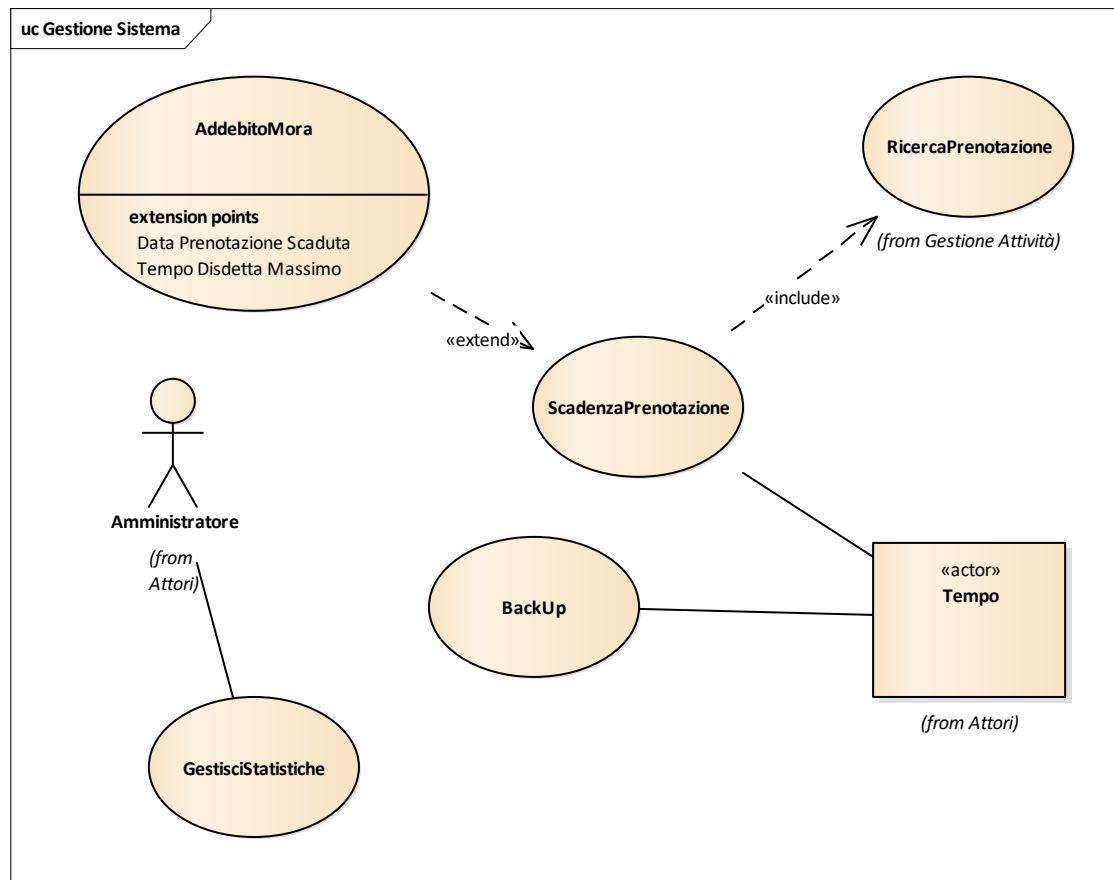 uc Gestione Sistema
AddebitoMora
extension points
Data Prenotazione Scaduta
Tempo Disdetta Massimo
RicercaPrenotazione
(from Gestione Attività)
«include»
«extend»
ScadenzaPrenotazione
Amministratore
(from
Attori)
«actor»
Tempo
(from Attori)
BackUp
GestisciStatistiche